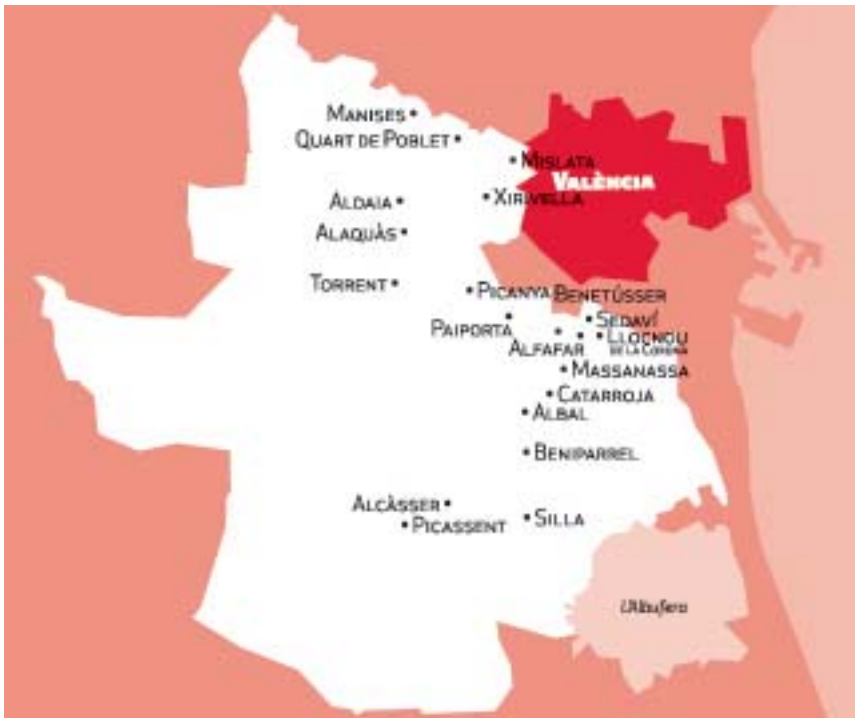 Manises
Quart de Poblet
Mislata
València
Aldaia
Xirivella
Alaquàs
Torrent
Picanya
Benetússer
Paiporta
Sedaví
Alfafar
Llocnou
de la Corona
Massanassa
Catarroja
Albal
Beniparrel
Alcàsser
Picassent
Silla
L'Albufera